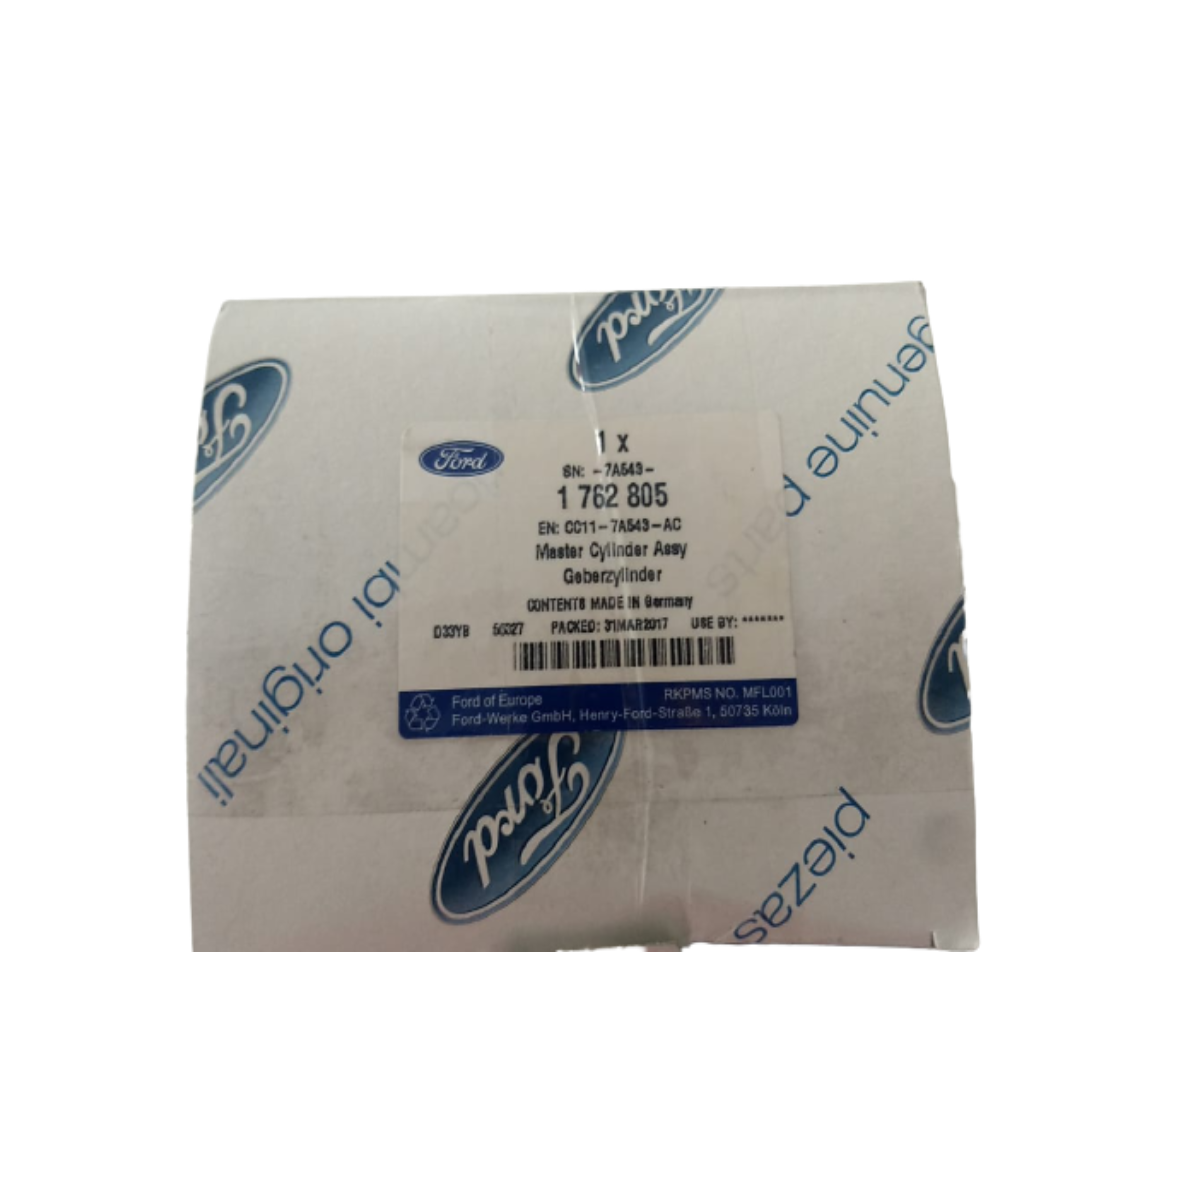 Ford
Ford
genuine parts
Ford
1 x
SN: -7A543-
1 762 805
EN: CC11-7A543-AC
Master Cylinder Assy
Geberzylinder
CONTENTS MADE IN Germany
D33YB 56327 PACKED: 31MAR2017 USE BY: *******
Ford of Europe RKPMS NO. MFL001
Ford-Werke GmbH, Henry-Ford-Straße 1, 50735 Köln
ricambi originali
Ford
piezas